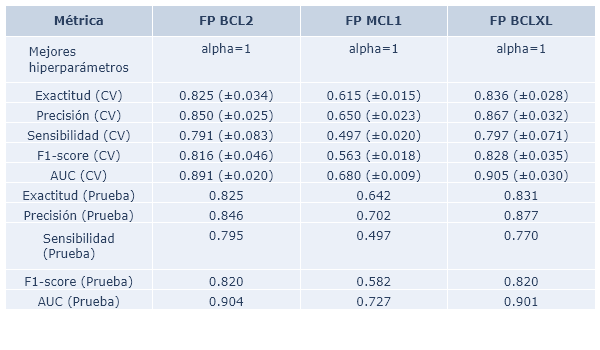 Métrica FP BCL2 FP MCL1 FP BCLXL
Mejores alpha=1 alpha=1 alpha=1
hiperparámetros
Exactitud (CV) 0.825 (±0.034) 0.615 (±0.015) 0.836 (±0.028)
Precisión (CV) 0.850 (±0.025) 0.650 (±0.023) 0.867 (±0.032)
Sensibilidad (CV) 0.791 (±0.083) 0.497 (±0.020) 0.797 (±0.071)
F1-score (CV) 0.816 (±0.046) 0.563 (±0.018) 0.828 (±0.035)
AUC (CV) 0.891 (±0.020) 0.680 (±0.009) 0.905 (±0.030)
Exactitud (Prueba) 0.825 0.642 0.831
Precisión (Prueba) 0.846 0.702 0.877
Sensibilidad 0.795 0.497 0.770
(Prueba)
F1-score (Prueba) 0.820 0.582 0.820
AUC (Prueba) 0.904 0.727 0.901